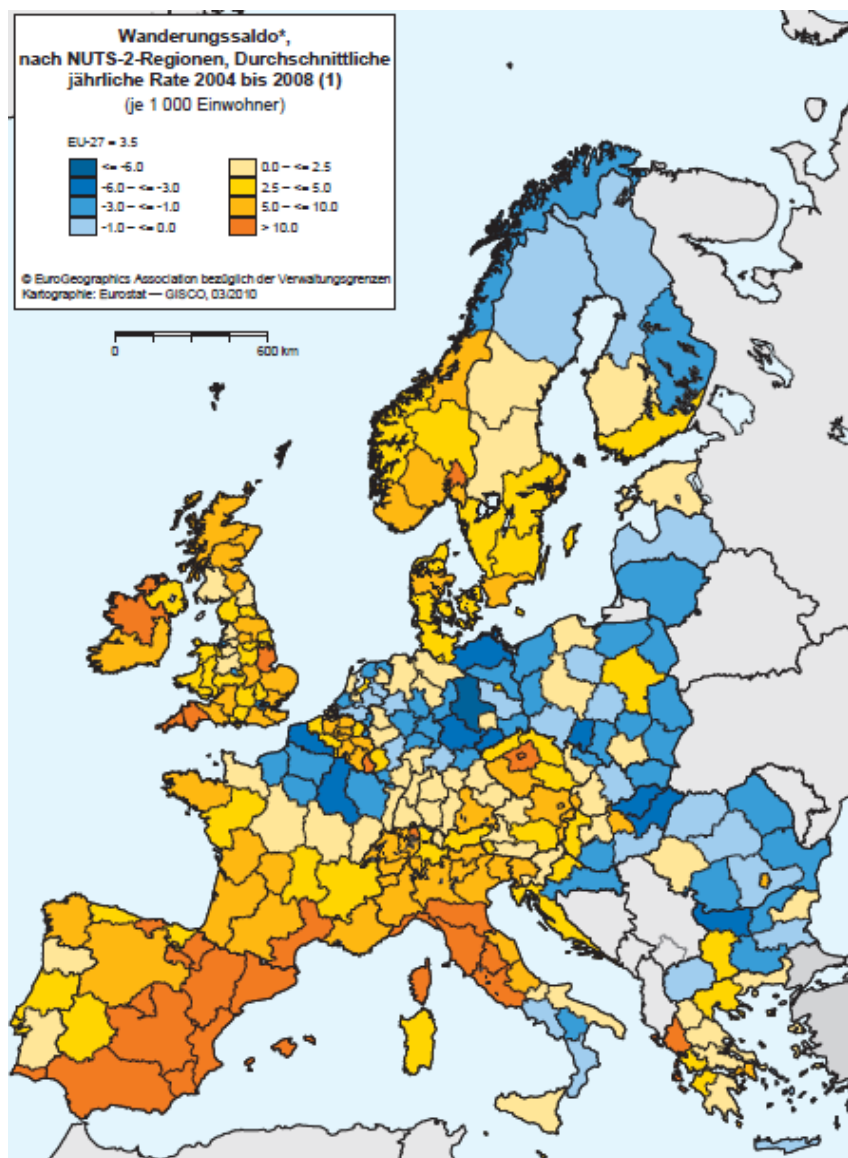 Wanderungssaldo*,
nach NUTS-2-Regionen, Durchschnittliche
jährliche Rate 2004 bis 2008 (1)
(je 1 000 Einwohner)
EU-27 = 3.5
<= -6.0
-6.0 – <= -3.0
-3.0 – <= -1.0
-1.0 – <= 0.0
0.0 – <= 2.5
2.5 – <= 5.0
5.0 – <= 10.0
> 10.0
© EuroGeographics Association bezüglich der Verwaltungsgrenzen
Kartographie: Eurostat — GISCO, 03/2010
0 600 km